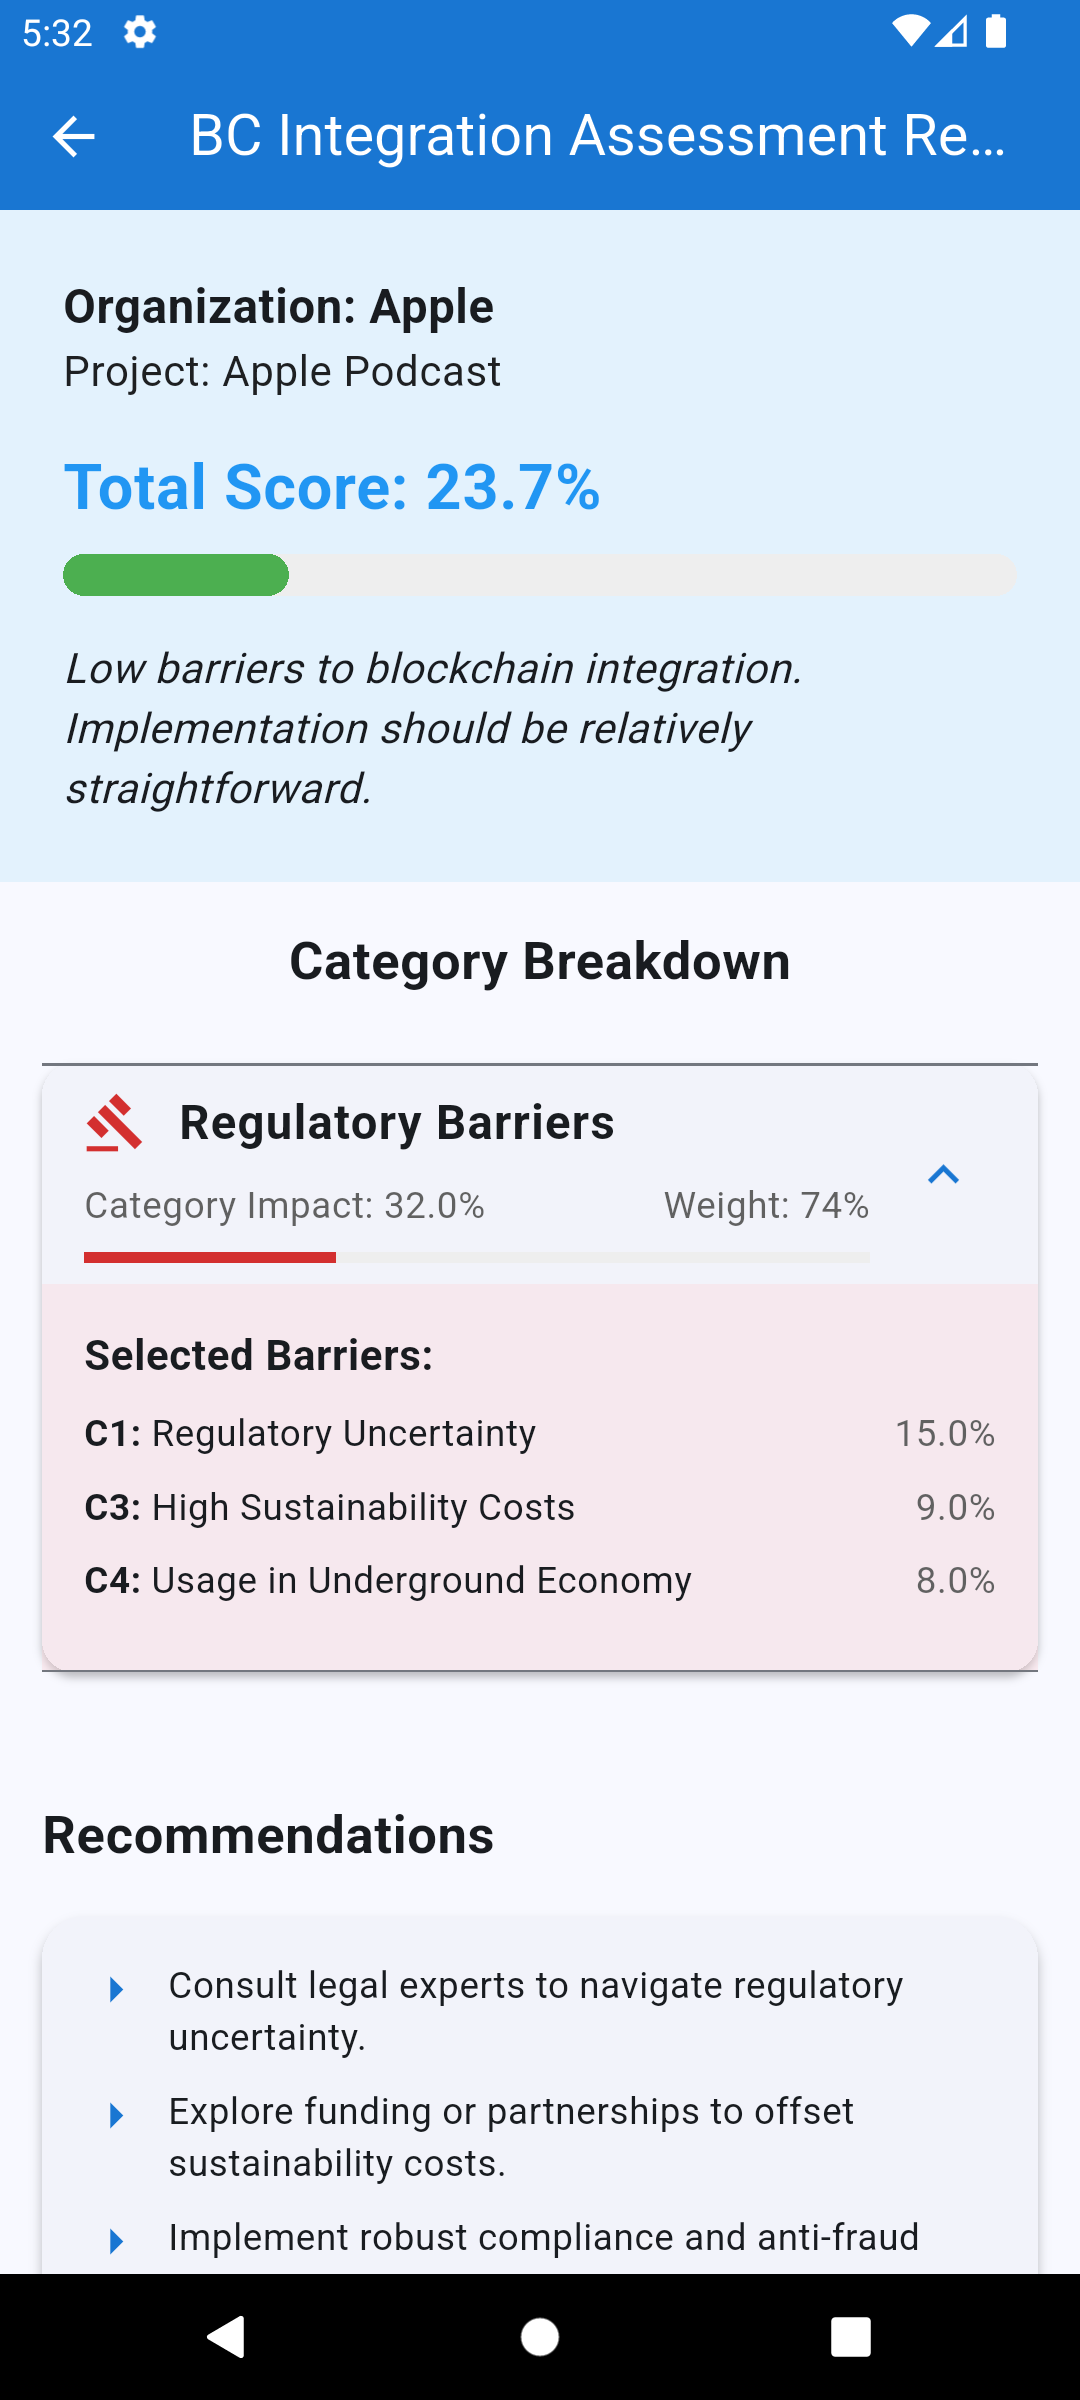 5:32
BC Integration Assessment Re...
Organization: Apple
Project: Apple Podcast
Total Score: 23.7%
Low barriers to blockchain integration.
Implementation should be relatively
straightforward.
Category Breakdown
Regulatory Barriers
Category Impact: 32.0% Weight: 74%
Selected Barriers:
C1: Regulatory Uncertainty 15.0%
C3: High Sustainability Costs 9.0%
C4: Usage in Underground Economy 8.0%
Recommendations
Consult legal experts to navigate regulatory
uncertainty.
Explore funding or partnerships to offset
sustainability costs.
Implement robust compliance and anti-fraud